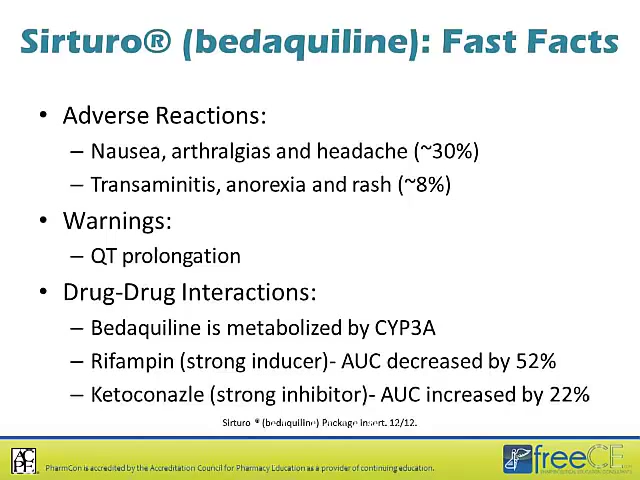 Sirturo® (bedaquiline): Fast Facts
• Adverse Reactions:
– Nausea, arthralgias and headache (~30%)
– Transaminitis, anorexia and rash (~8%)
• Warnings:
– QT prolongation
• Drug-Drug Interactions:
– Bedaquiline is metabolized by CYP3A
– Rifampin (strong inducer)- AUC decreased by 52%
– Ketoconazle (strong inhibitor)- AUC increased by 22%
Sirturo ® (bedaquiline) Package insert. 12/12.
ACPE
PharmCon is accredited by the Accreditation Council for Pharmacy Education as a provider of continuing education.
freeCE